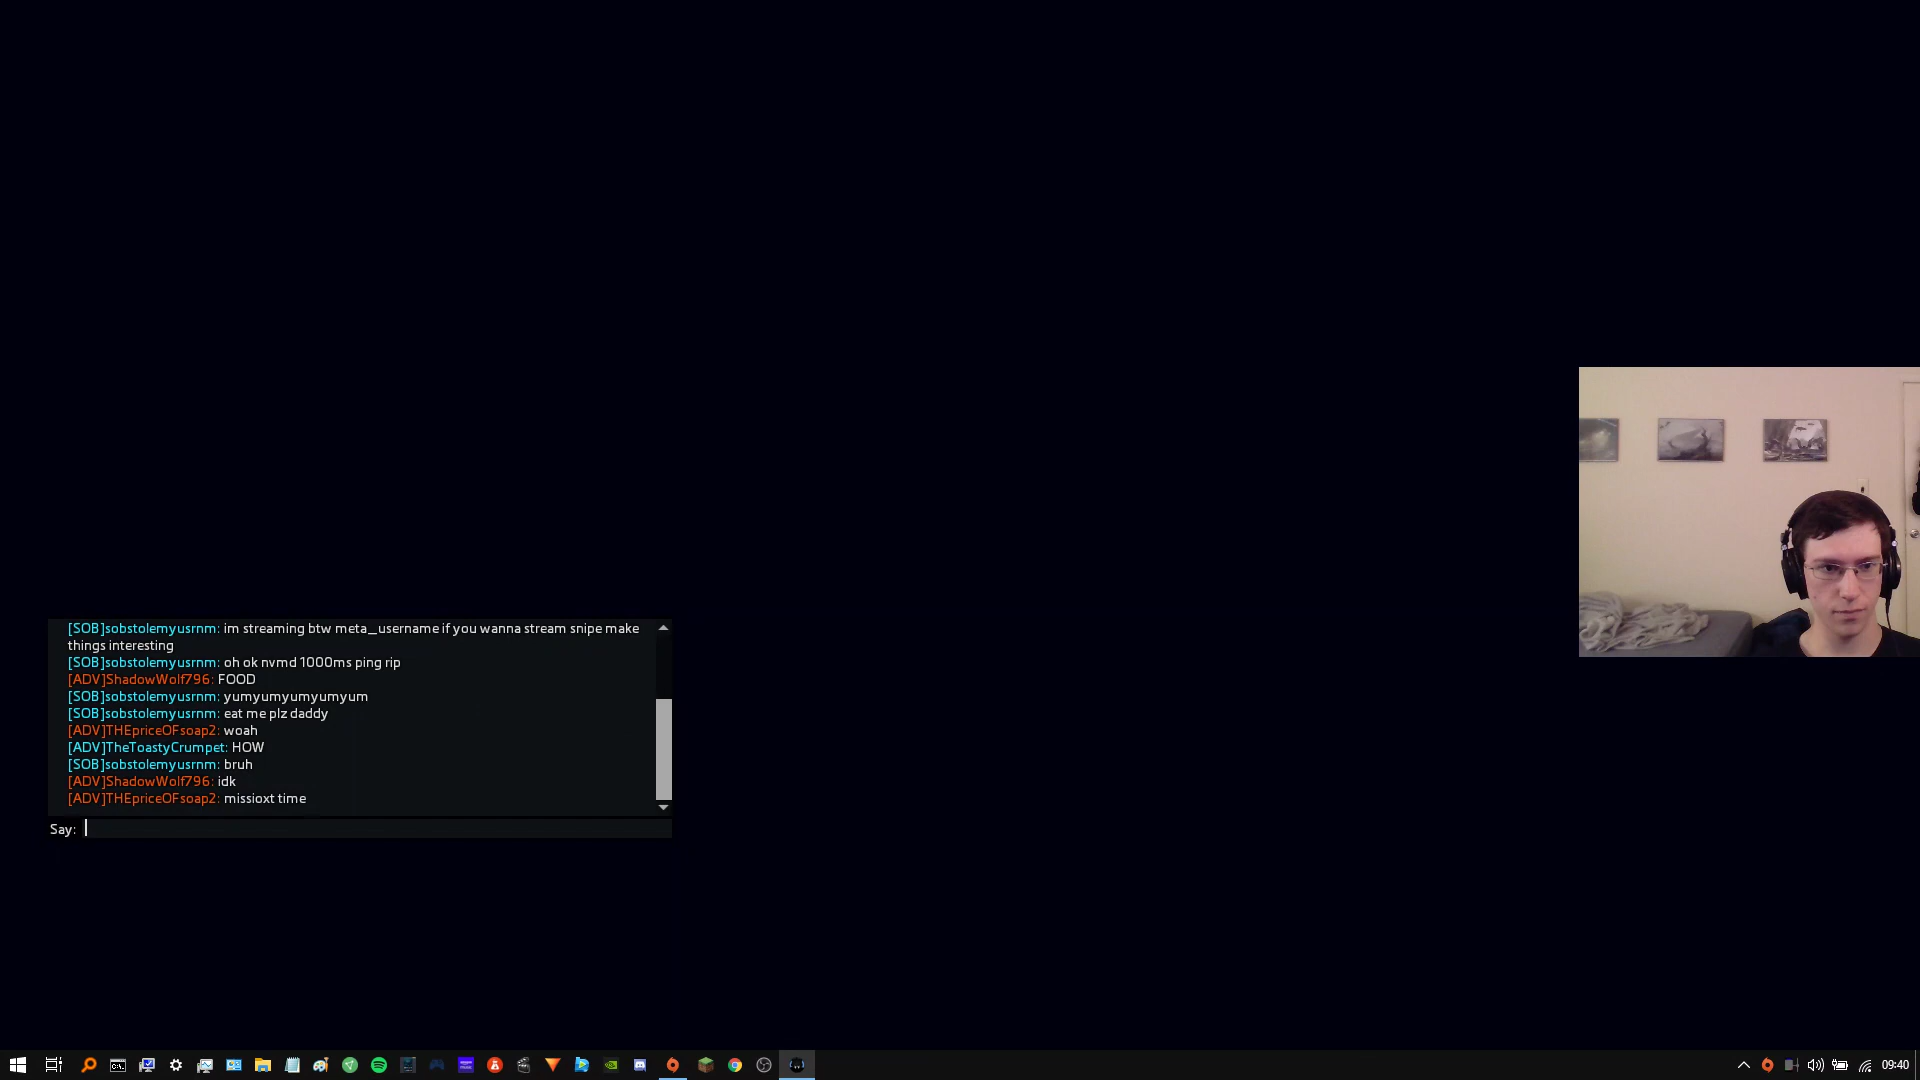 [SOB]sobstolemyusrnm: im streaming btw meta_username if you wanna stream snipe make
things interesting
[SOB]sobstolemyusrnm: oh ok nvmd 1000ms ping rip
[ADV]ShadowWolf796: FOOD
[SOB]sobstolemyusrnm: yumyumyumyumyum
[SOB]sobstolemyusrnm: eat me plz daddy
[ADV]THEpriceOFsoap2: woah
[ADV]TheToastyCrumpet: HOW
[SOB]sobstolemyusrnm: bruh
[ADV]ShadowWolf796: idk
[ADV]THEpriceOFsoap2: missioxt time
Say:
09:40